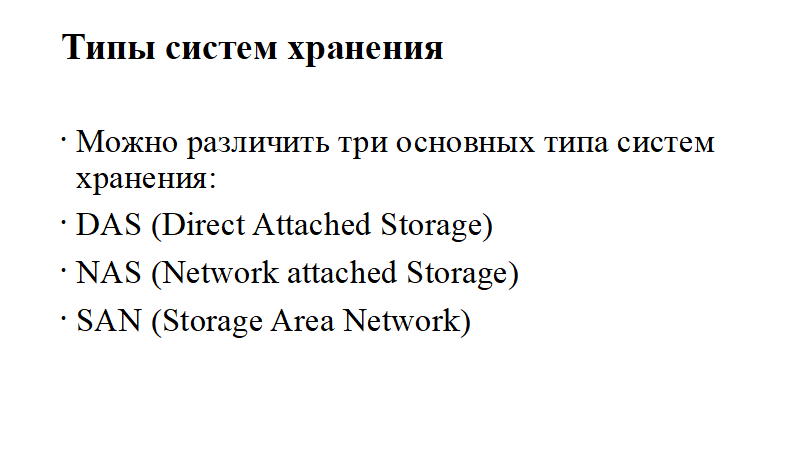 Типы систем хранения
· Можно различить три основных типа систем
хранения:
· DAS (Direct Attached Storage)
· NAS (Network attached Storage)
· SAN (Storage Area Network)